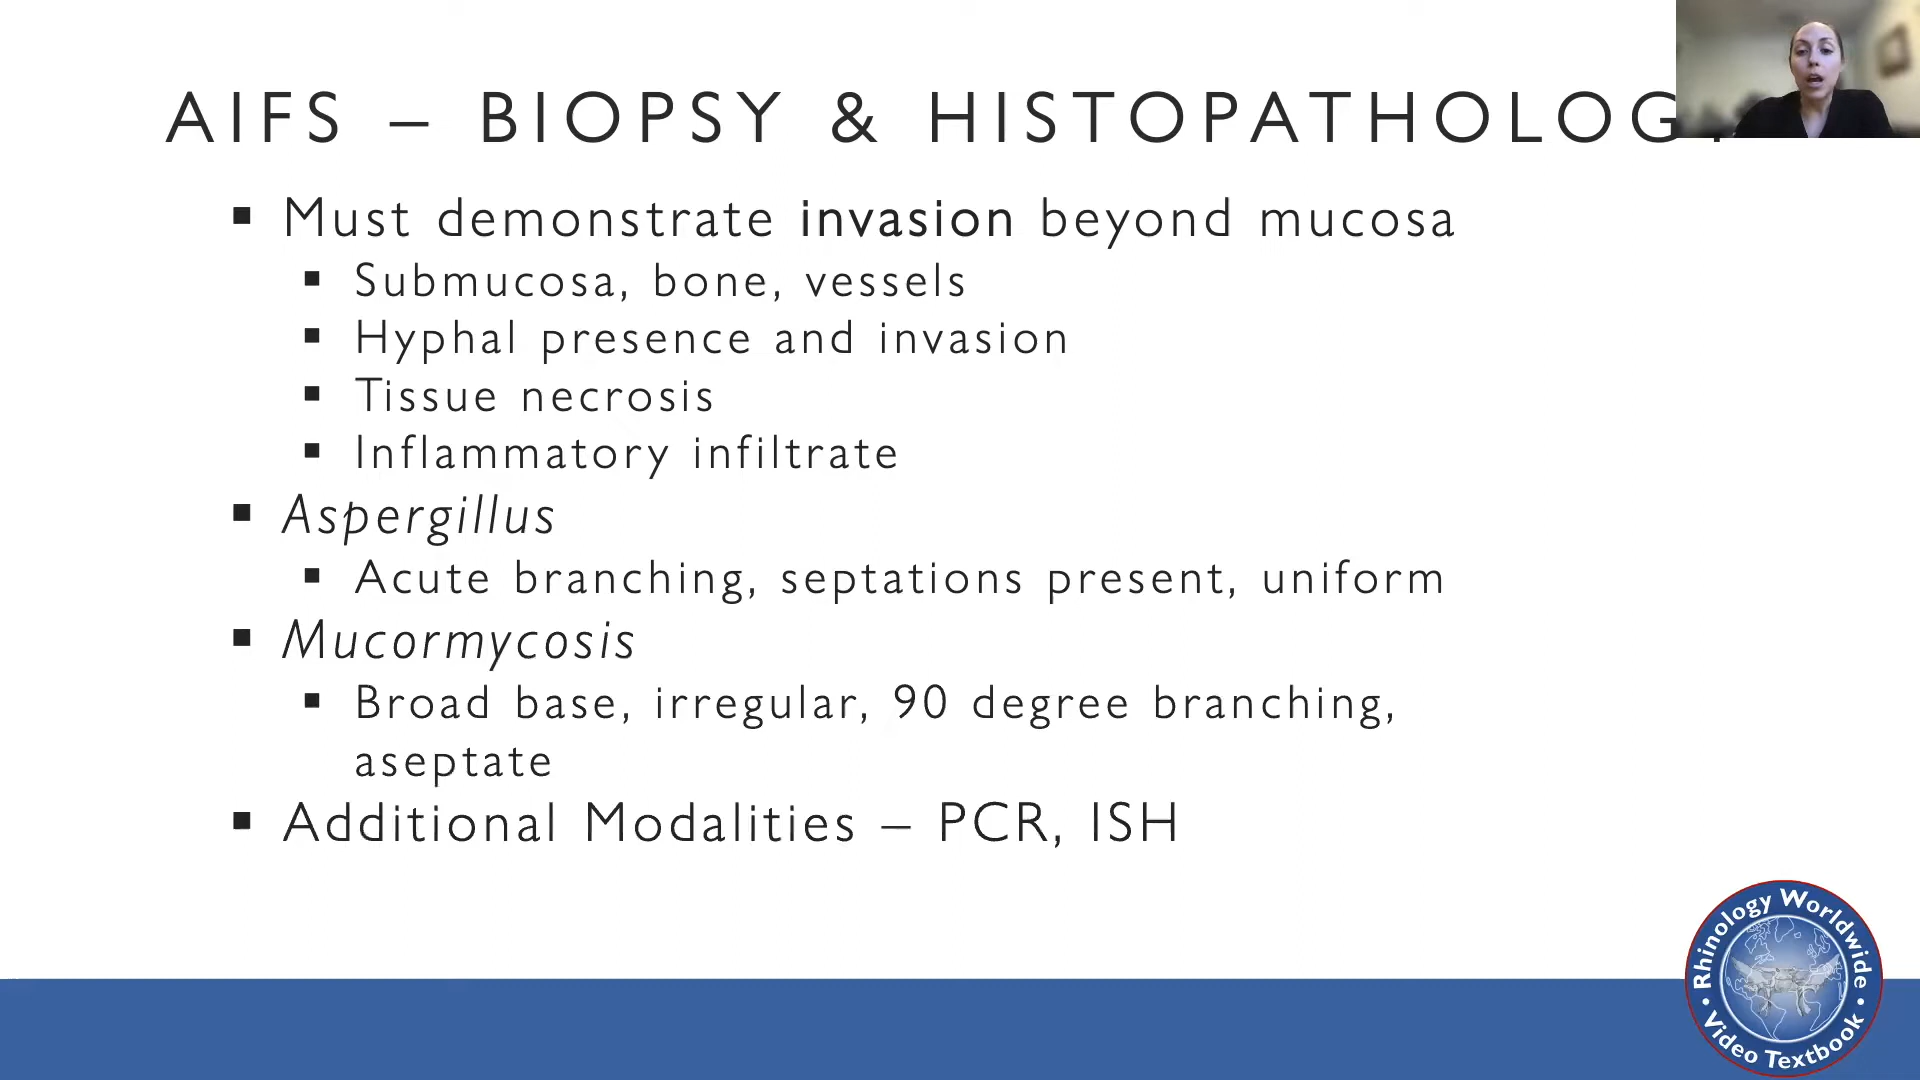 AIFS – BIOPSY & HISTOPATHOLOGY
▪ Must demonstrate invasion beyond mucosa
▪ Submucosa, bone, vessels
▪ Hyphal presence and invasion
▪ Tissue necrosis
▪ Inflammatory infiltrate
▪ Aspergillus
▪ Acute branching, septations present, uniform
▪ Mucormycosis
▪ Broad base, irregular, 90 degree branching,
aseptate
▪ Additional Modalities – PCR, ISH
Rhinology Worldwide
• Video Textbook •